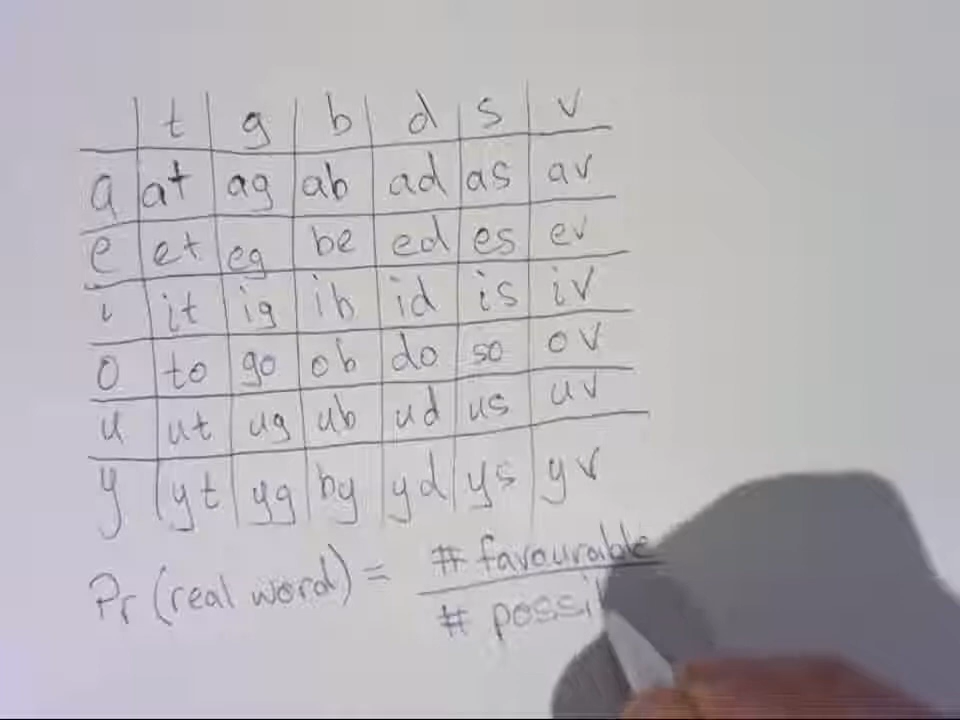 t g b d s v
a at ag ab ad as av
e et eg be ed es ev
i it ig ib id is iv
o to go ob do so ov
u ut ug ub ud us uv
y yt yg by yd ys yv
Pr (real word) = # favourable
# possib